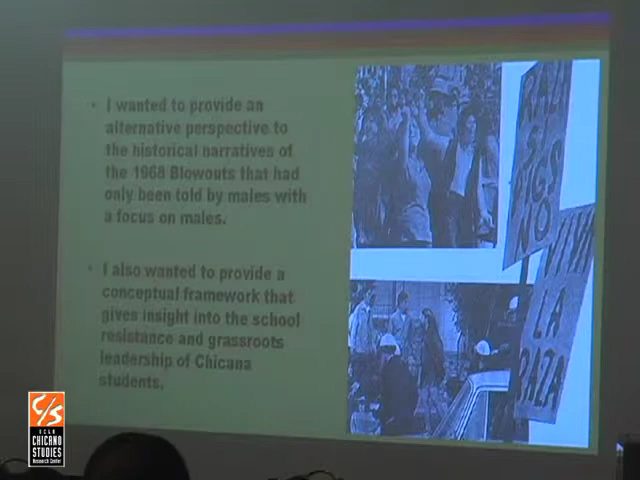 • I wanted to provide an
alternative perspective to
the historical narratives of
the 1968 Blowouts that had
only been told by males with
a focus on males.
• I also wanted to provide a
conceptual framework that
gives insight into the school
resistance and grassroots
leadership of Chicana
students.
RAZA
SI
PIGS
NO
VIVA
LA
RAZA
C/S
UCLA
CHICANO
STUDIES
Research Center